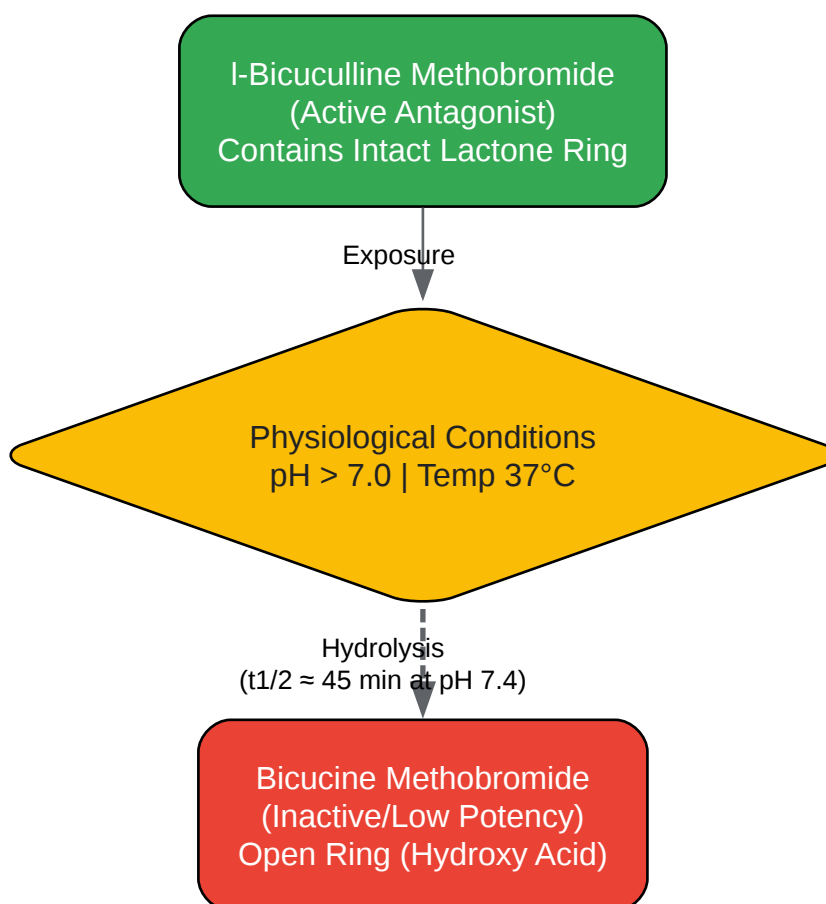 l-Bicuculline Methobromide
(Active Antagonist)
Contains Intact Lactone Ring
Exposure
Physiological Conditions
pH > 7.0 | Temp 37°C
Hydrolysis
(t1/2 ≈ 45 min at pH 7.4)
Bicucine Methobromide
(Inactive/Low Potency)
Open Ring (Hydroxy Acid)